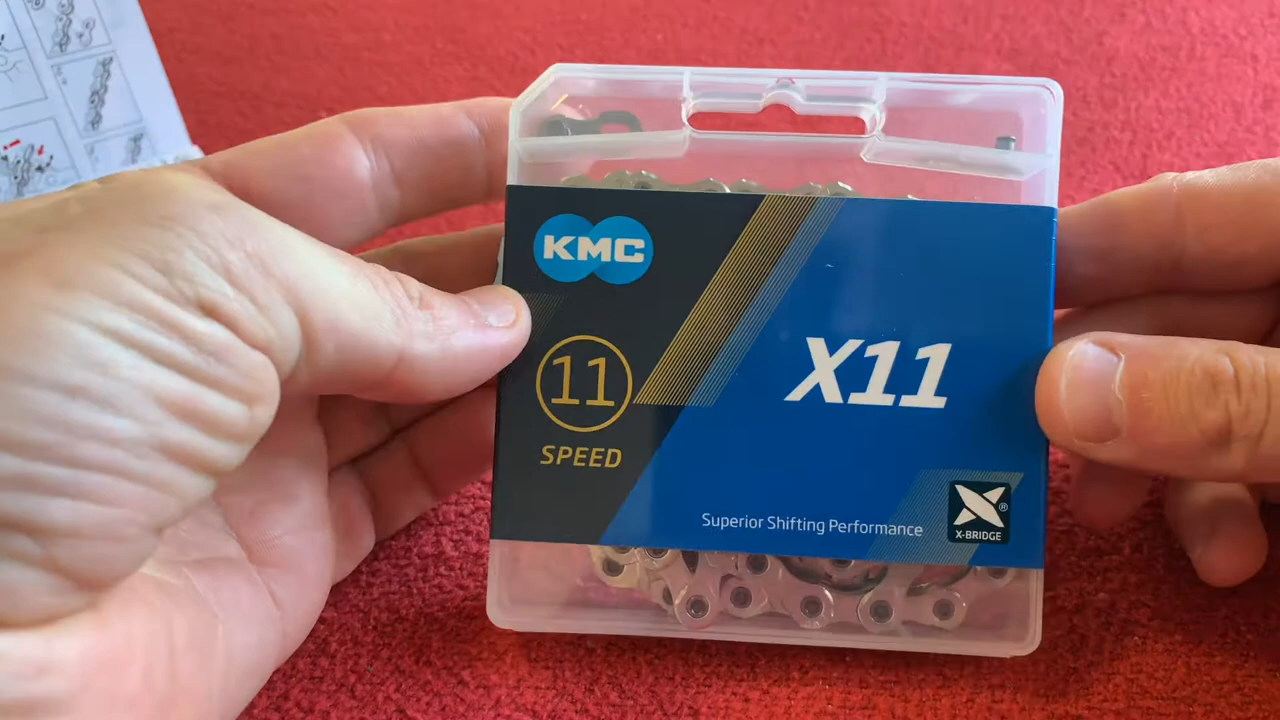 KMC
11
SPEED
X11
Superior Shifting Performance
X-BRIDGE
®